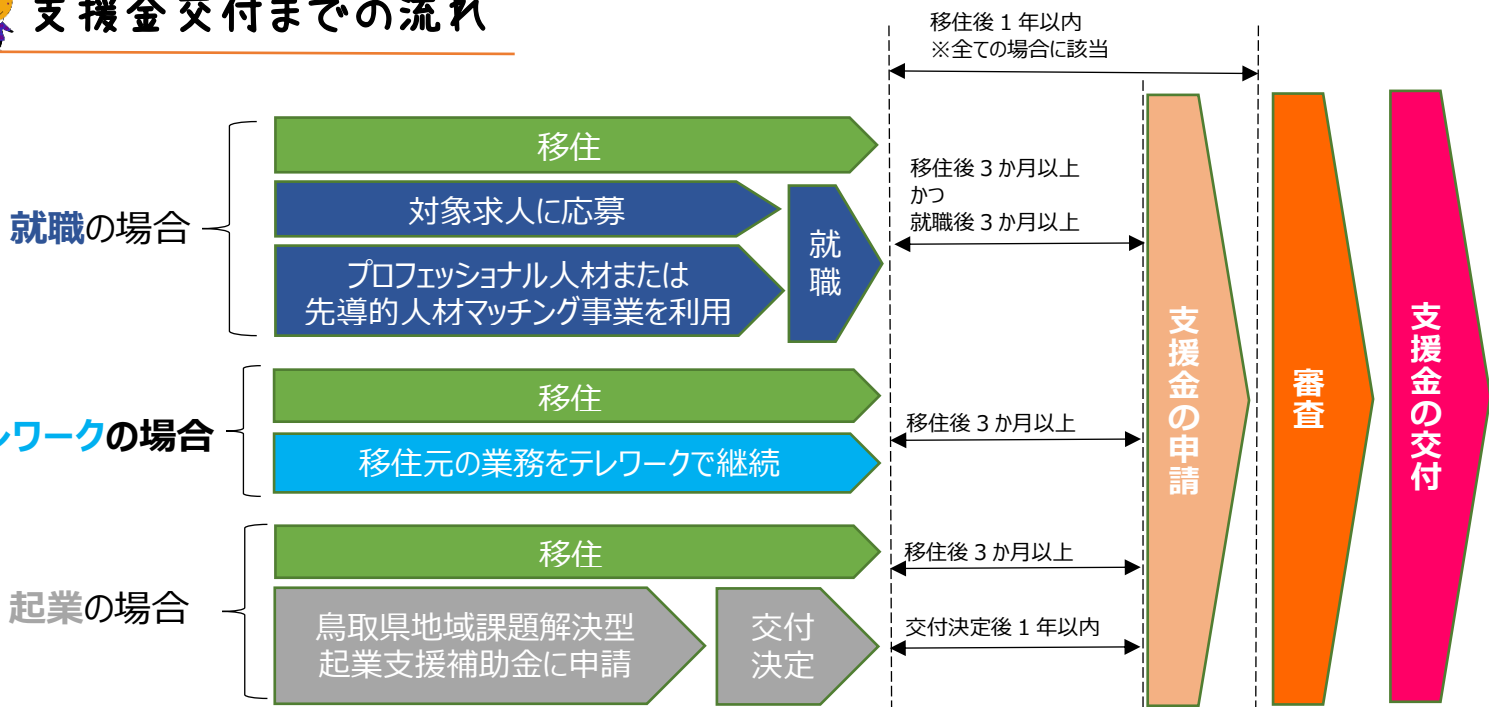 支援金交付までの流れ
移住後１年以内
※全ての場合に該当
就職の場合
移住
対象求人に応募
プロフェッショナル人材または
先導的人材マッチング事業を利用
就
職
移住後３か月以上
かつ
就職後３か月以上
レワークの場合
移住
移住元の業務をテレワークで継続
移住後３か月以上
起業の場合
移住
鳥取県地域課題解決型
起業支援補助金に申請
交付
決定
移住後３か月以上
交付決定後１年以内
支援金の申請
審査
支援金の交付